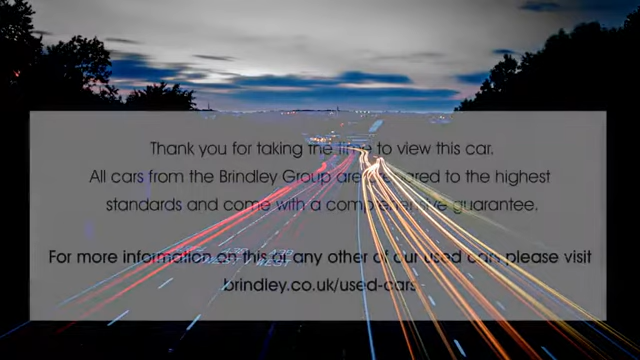 Thank you for taking the time to view this car.
All cars from the Brindley Group are prepared to the highest
standards and come with a comprehensive guarantee.
For more information on this or any other of our used cars please visit
brindley.co.uk/used-cars